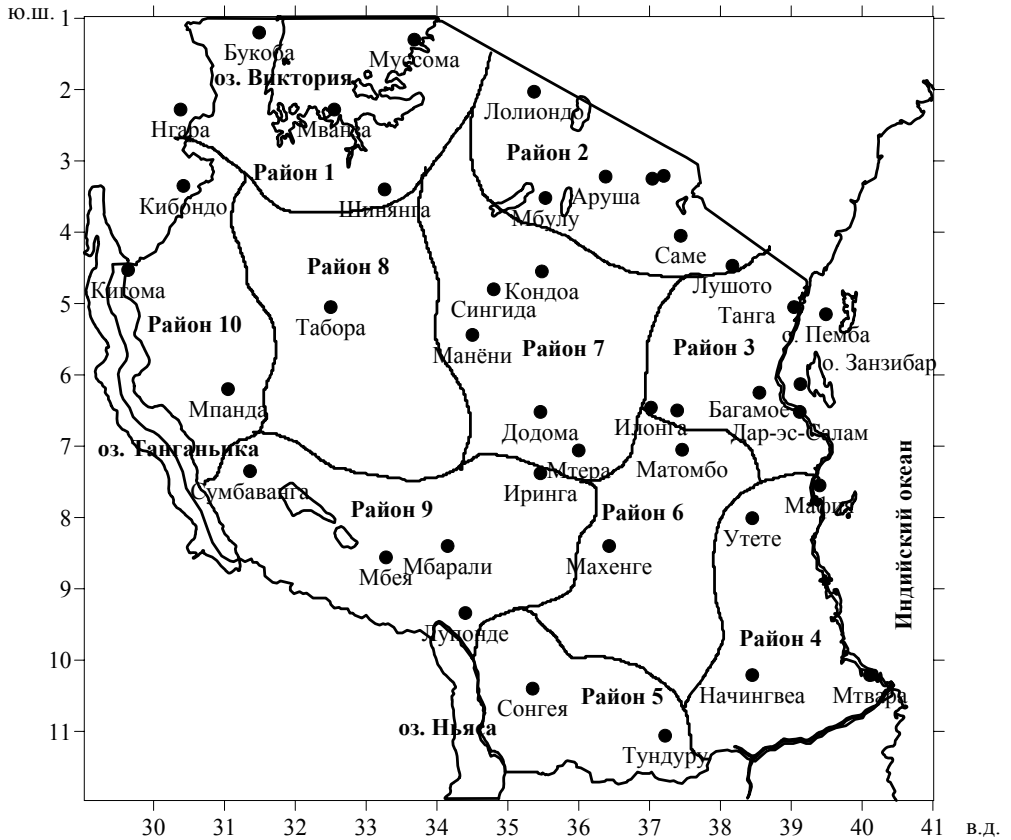 ю.ш. 1
Букоба
Муссома
оз. Виктория
2
Лолиондо
Нгара
Мванза
Район 2
3
Район 1
Аруша
Кибондо
Шинянга
Мбулу
4
Саме
Район 8
Лушото
Кигома
Кондоа
Сингида
5
Танга
Район 10
Табора
о. Пемба
Манёни
Район 7
Район 3
о. Занзибар
6
Мпанда
Багамое
Додома
Илонга
Дар-эс-Салам
7
оз. Танганьика
Мтера
Матомбо
Сумбаванга
Иринга
Мафия
Район 9
Район 6
8
Утете
Мбарали
Махенге
Мбея
Индийский океан
9
Лупонде
Район 4
10
Сонгея
Район 5
Начингвеа
Мтвара
оз. Ньяса
11
Тундуру
30 31 32 33 34 35 36 37 38 39 40 41 в.д.